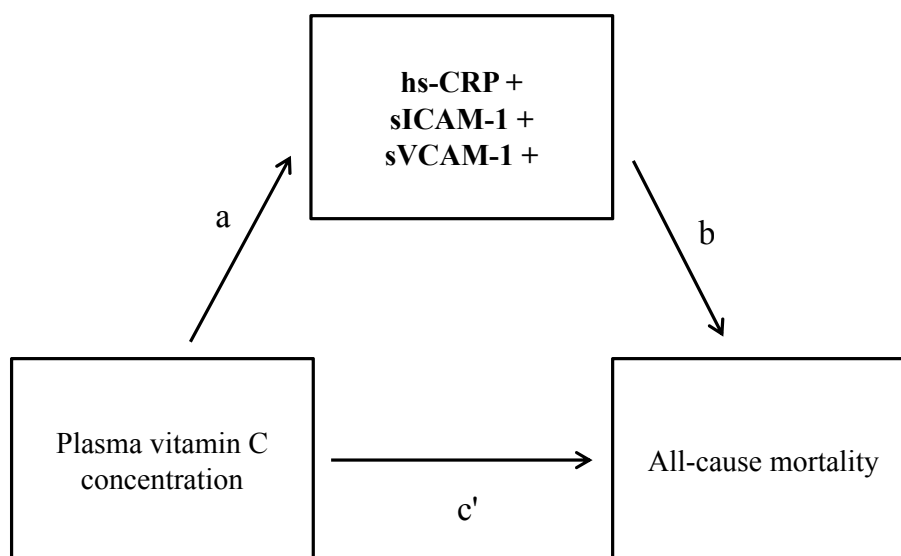 hs-CRP +
sICAM-1 +
sVCAM-1 +
a
b
Plasma vitamin C
concentration
All-cause mortality
c'